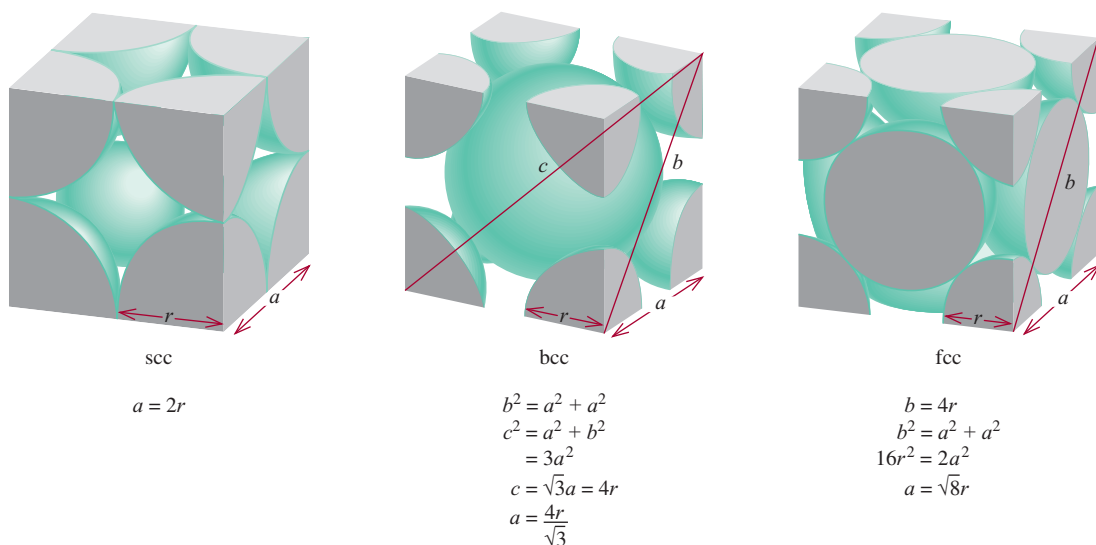 r
a
scc
a = 2r
c
b
r
a
bcc
b² = a² + a²
c² = a² + b²
= 3a²
c = √3a = 4r
a = 4r/√3
b
r
a
fcc
b = 4r
b² = a² + a²
16r² = 2a²
a = √8r